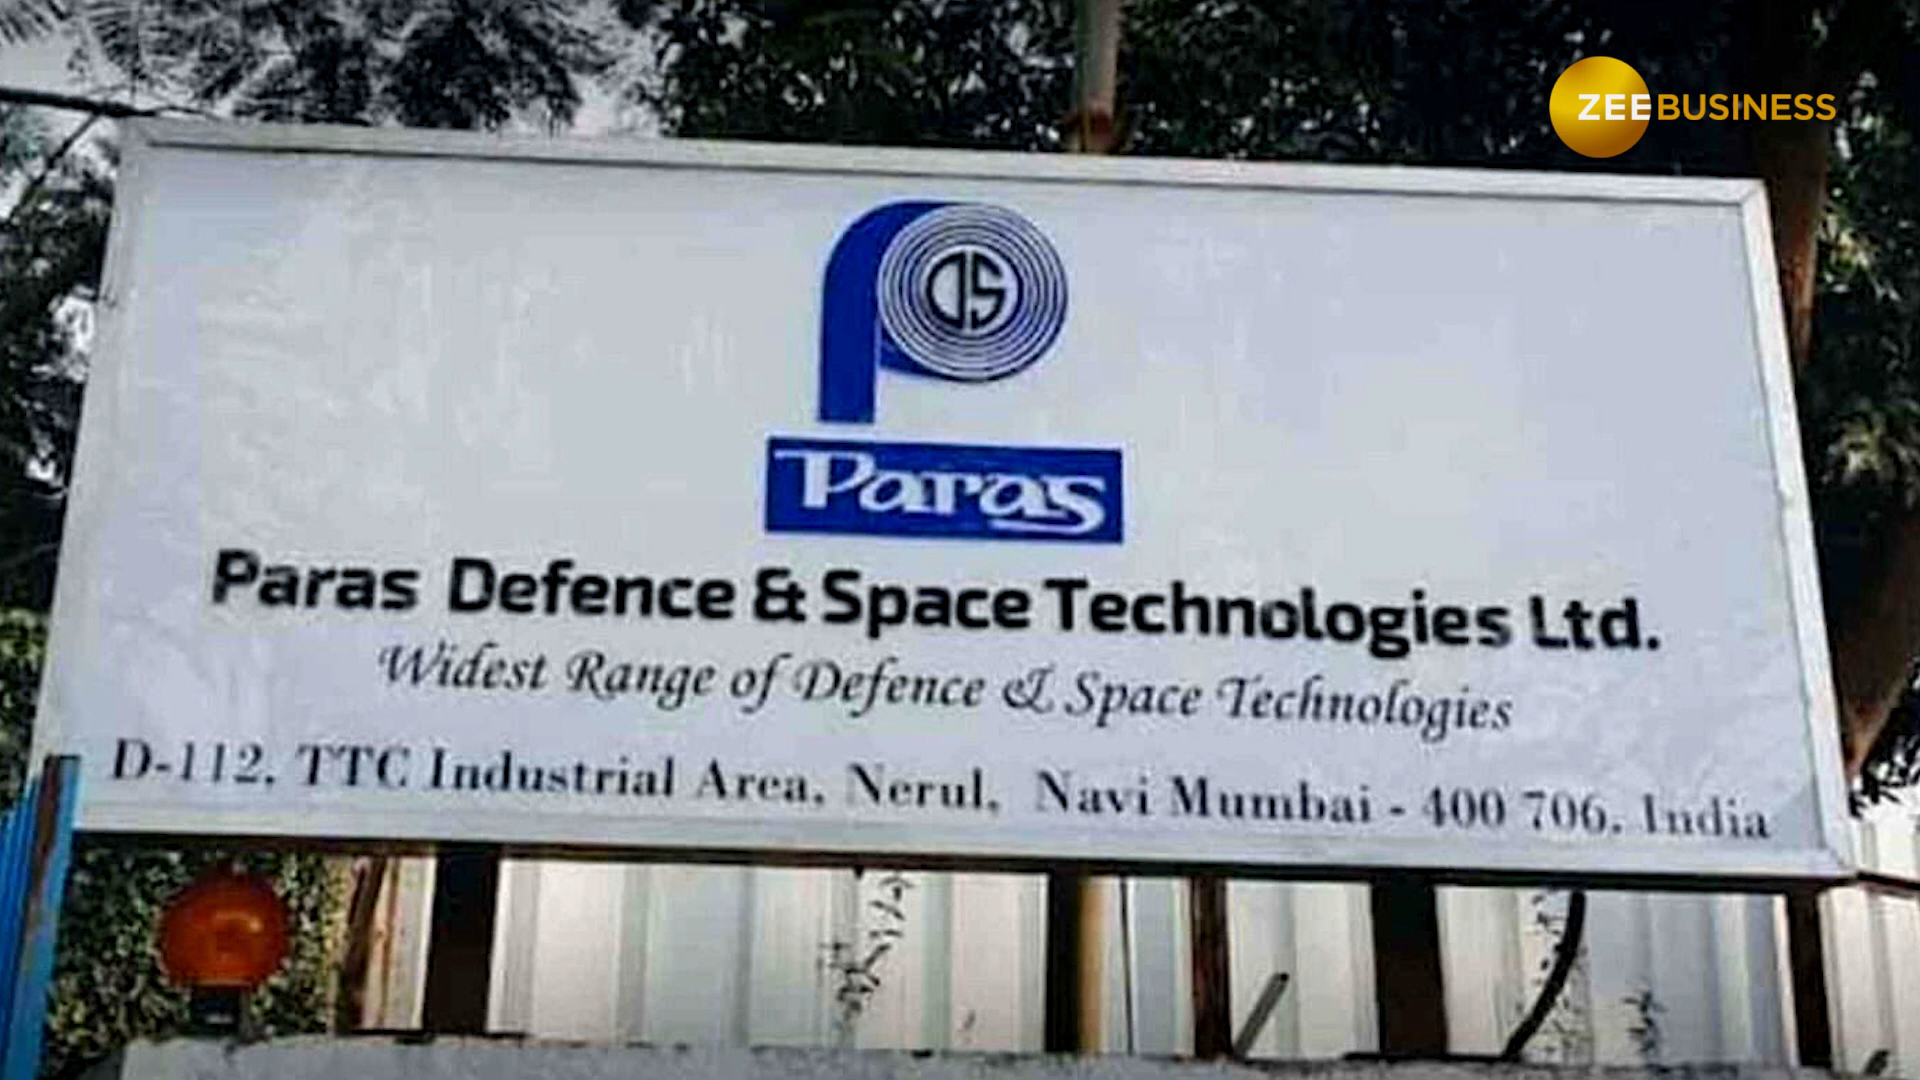 ZEEBUSINESS
DS
Paras
Paras Defence & Space Technologies Ltd.
Widest Range of Defence & Space Technologies
D-112, TTC Industrial Area, Nerul, Navi Mumbai - 400 706, India